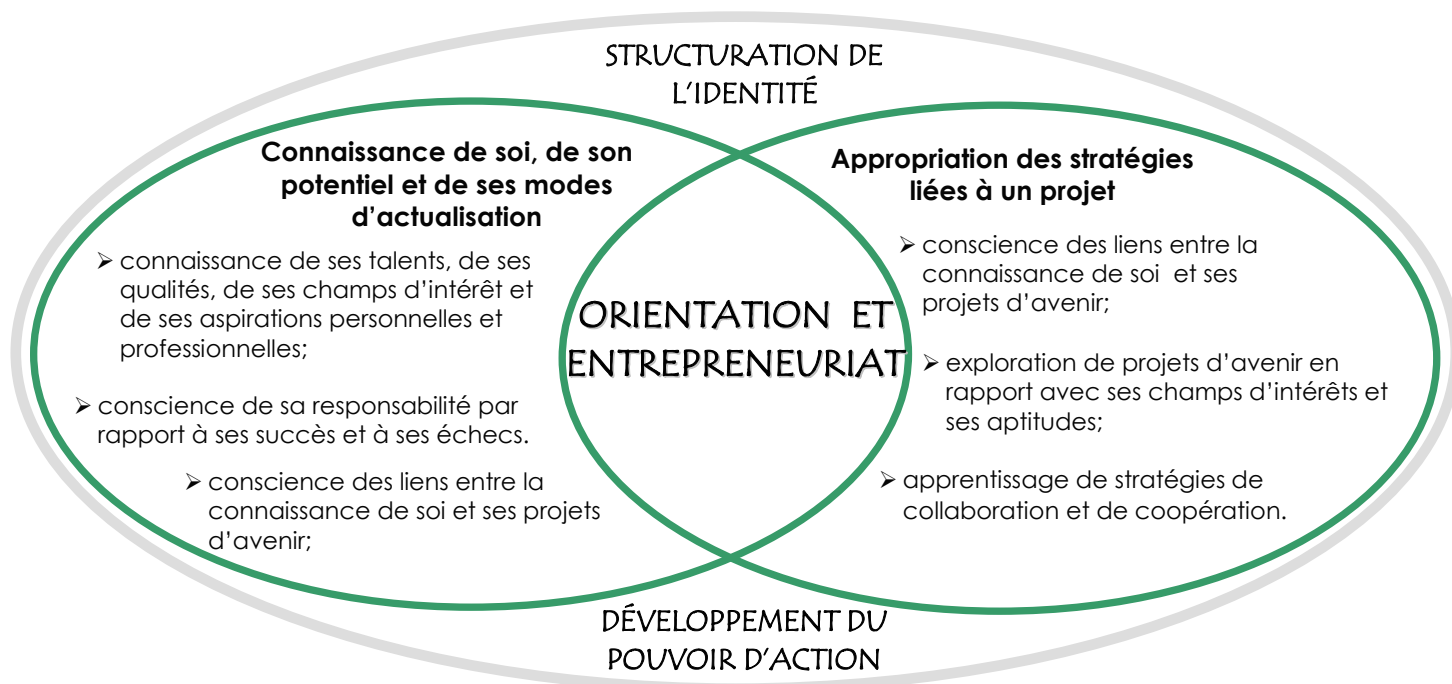 STRUCTURATION DE
L'IDENTITÉ
Connaissance de soi, de son
potentiel et de ses modes
d'actualisation
➢ connaissance de ses talents, de ses
qualités, de ses champs d'intérêt et
de ses aspirations personnelles et
professionnelles;
➢ conscience de sa responsabilité par
rapport à ses succès et à ses échecs.
➢ conscience des liens entre la
connaissance de soi et ses projets
d'avenir;
ORIENTATION ET
ENTREPRENEURIAT
Appropriation des stratégies
liées à un projet
➢ conscience des liens entre la
connaissance de soi et ses
projets d'avenir;
➢ exploration de projets d'avenir en
rapport avec ses champs d'intérêts et
ses aptitudes;
➢ apprentissage de stratégies de
collaboration et de coopération.
DÉVELOPPEMENT DU
POUVOIR D'ACTION